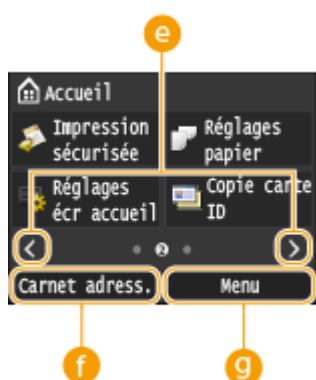 e
Accueil
Impression
sécurisée
Réglages
papier
Réglages
écr accueil
Copie carte
ID
2
Carnet adress.
Menu
f
g